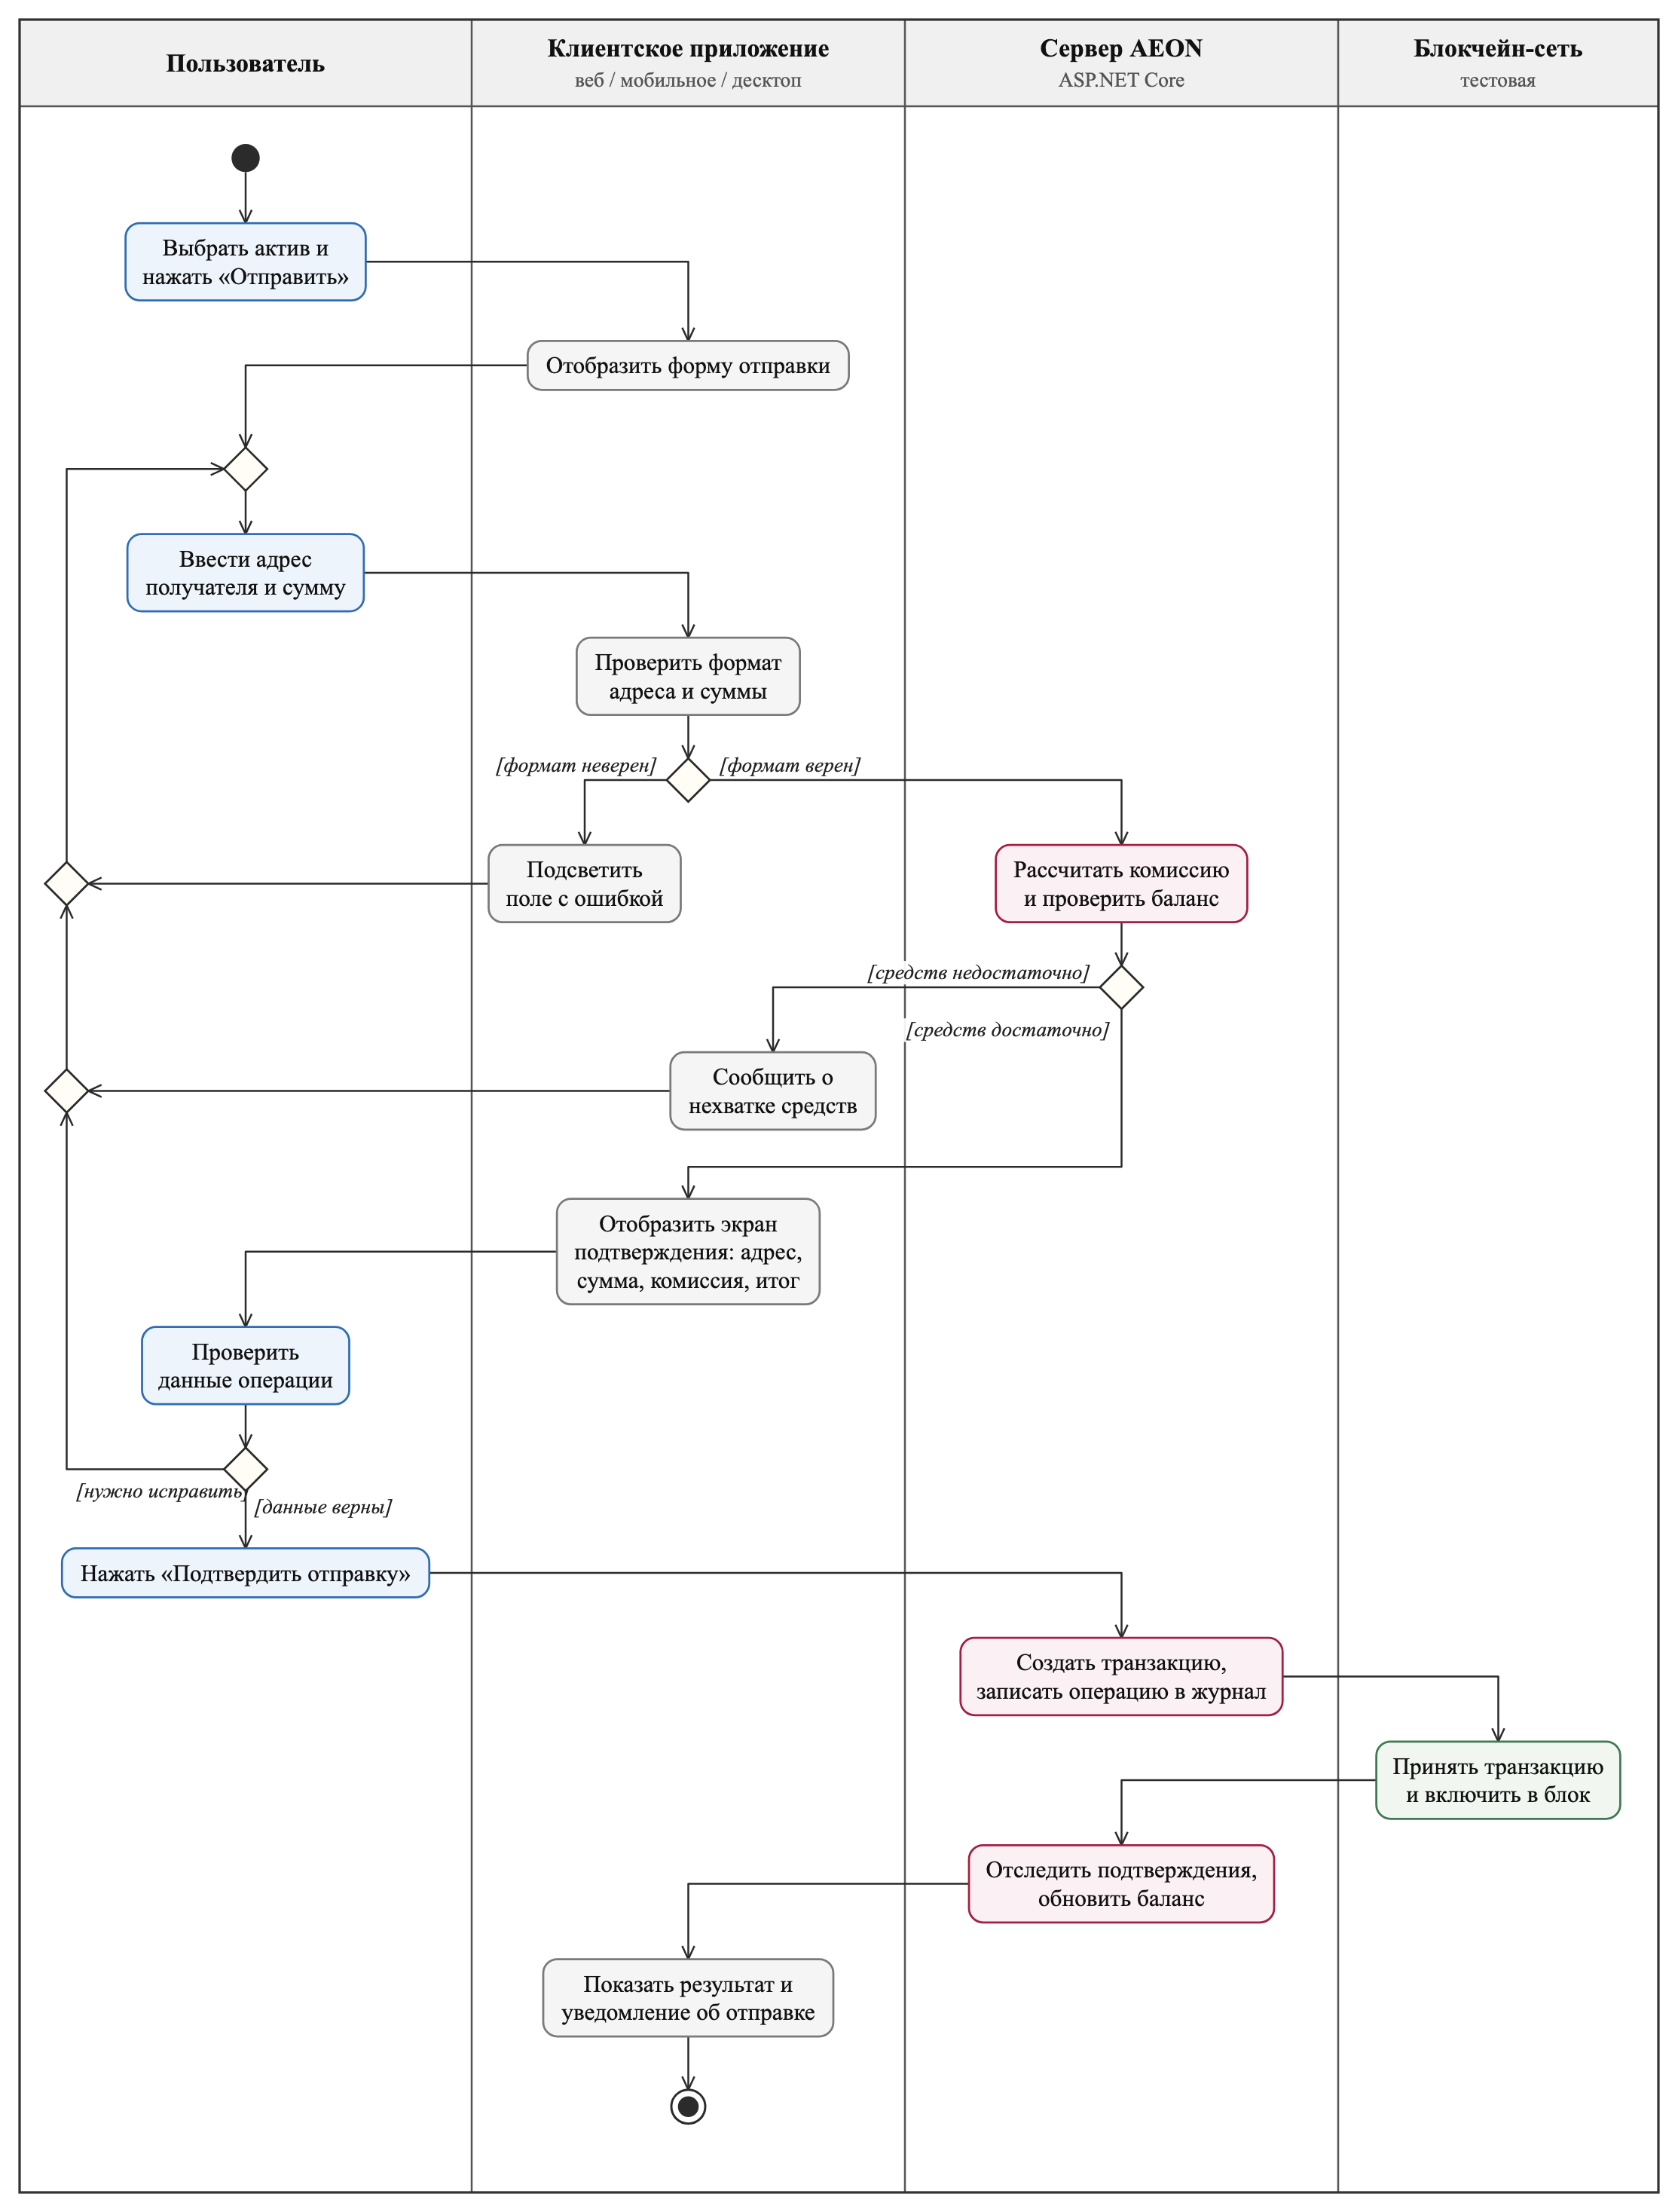 Пользователь
Клиентское приложение
веб / мобильное / десктоп
Сервер AEON
ASP.NET Core
Блокчейн-сеть
тестовая
Выбрать актив и
нажать «Отправить»
Отобразить форму отправки
Ввести адрес
получателя и сумму
Проверить формат
адреса и суммы
[формат неверен]
[формат верен]
Подсветить
поле с ошибкой
Рассчитать комиссию
и проверить баланс
[средств недостаточно]
[средств достаточно]
Сообщить о
нехватке средств
Отобразить экран
подтверждения: адрес,
сумма, комиссия, итог
Проверить
данные операции
[нужно исправить]
[данные верны]
Нажать «Подтвердить отправку»
Создать транзакцию,
записать операцию в журнал
Принять транзакцию
и включить в блок
Отследить подтверждения,
обновить баланс
Показать результат и
уведомление об отправке